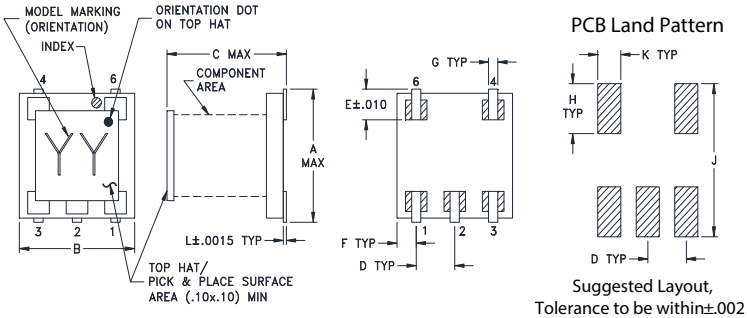 MODEL MARKING
(ORIENTATION)
INDEX
ORIENTATION DOT
ON TOP HAT
4
6
YY
3
2
1
B
C MAX
COMPONENT
AREA
A
MAX
L±.0015 TYP
TOP HAT/
PICK & PLACE SURFACE
AREA (.10x.10) MIN
G TYP
6
4
E±.010
1
2
3
F TYP
D TYP
PCB Land Pattern
K TYP
H
TYP
J
D TYP
Suggested Layout,
Tolerance to be within±.002